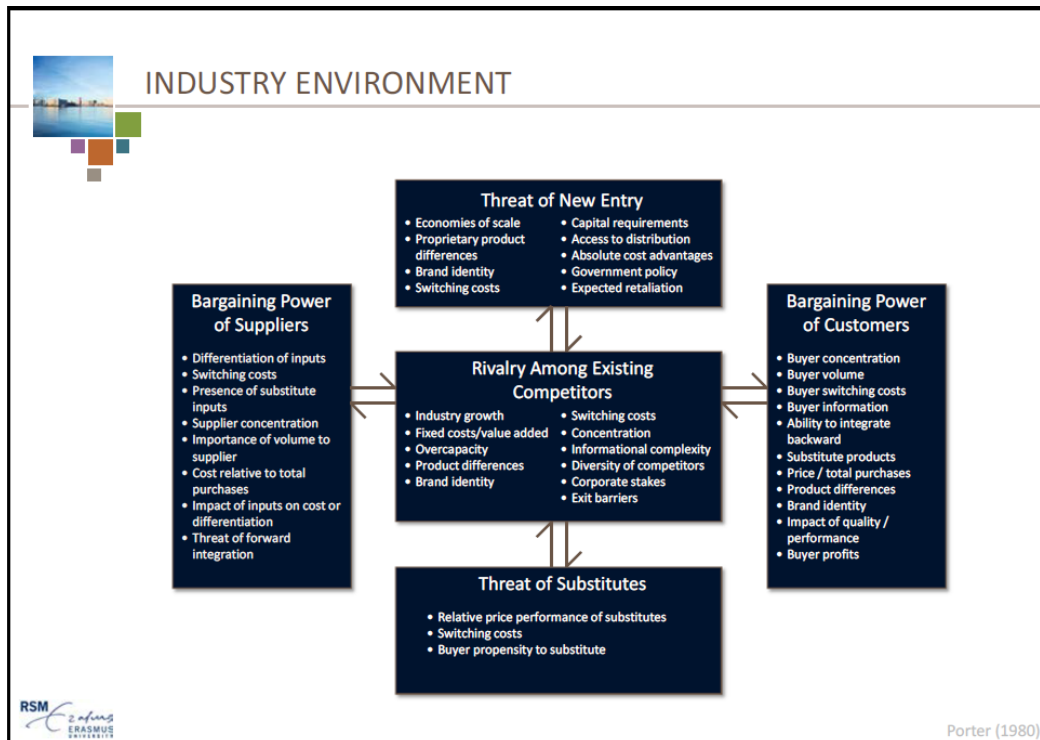 INDUSTRY ENVIRONMENT
Threat of New Entry
• Economies of scale
• Proprietary product
differences
• Brand identity
• Switching costs
• Capital requirements
• Access to distribution
• Absolute cost advantages
• Government policy
• Expected retaliation
Bargaining Power
of Suppliers
• Differentiation of inputs
• Switching costs
• Presence of substitute
inputs
• Supplier concentration
• Importance of volume to
supplier
• Cost relative to total
purchases
• Impact of inputs on cost or
differentiation
• Threat of forward
integration
Rivalry Among Existing
Competitors
• Industry growth
• Fixed costs/value added
• Overcapacity
• Product differences
• Brand identity
• Switching costs
• Concentration
• Informational complexity
• Diversity of competitors
• Corporate stakes
• Exit barriers
Bargaining Power
of Customers
• Buyer concentration
• Buyer volume
• Buyer switching costs
• Buyer information
• Ability to integrate
backward
• Substitute products
• Price / total purchases
• Product differences
• Brand identity
• Impact of quality /
performance
• Buyer profits
Threat of Substitutes
• Relative price performance of substitutes
• Switching costs
• Buyer propensity to substitute
RSM
ERASMUS
UNIVERSITY
Porter (1980)